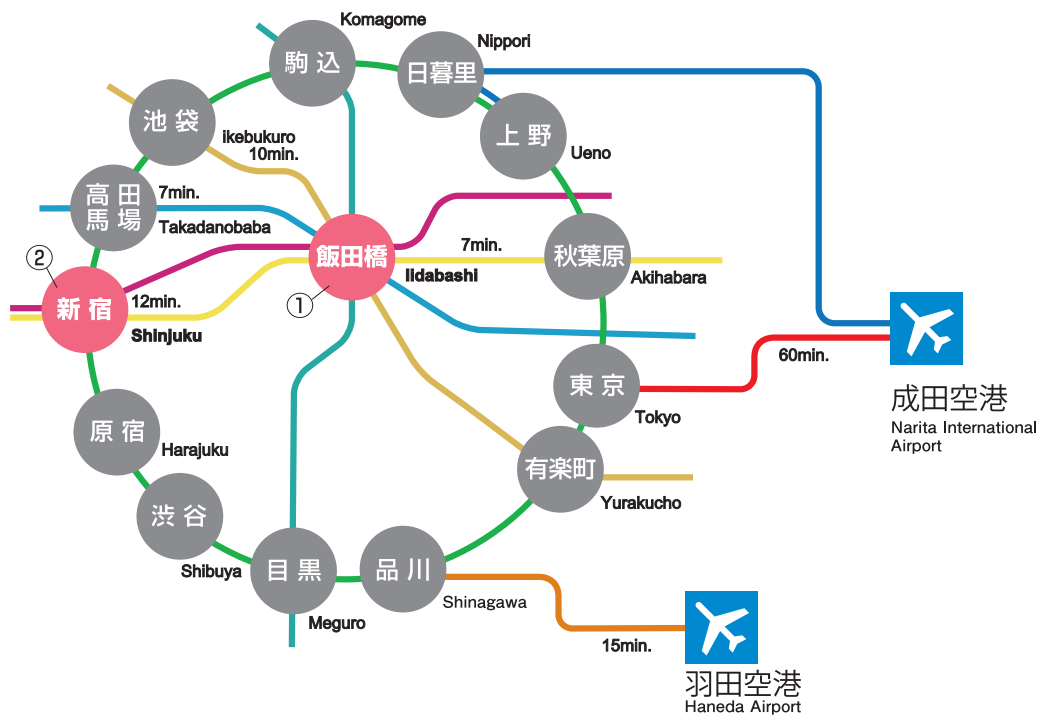 Komagome
駒込
Nippori
日暮里
池袋
上野
ikebukuro
10min.
Ueno
高田
馬場
7min.
Takadanobaba
②
新宿
12min.
Shinjuku
飯田橋
①
Iidabashi
7min.
秋葉原
Akihabara
60min.
成田空港
Narita International
Airport
東京
Tokyo
原宿
Harajuku
有楽町
Yurakucho
渋谷
Shibuya
目黒
Meguro
品川
Shinagawa
15min.
羽田空港
Haneda Airport